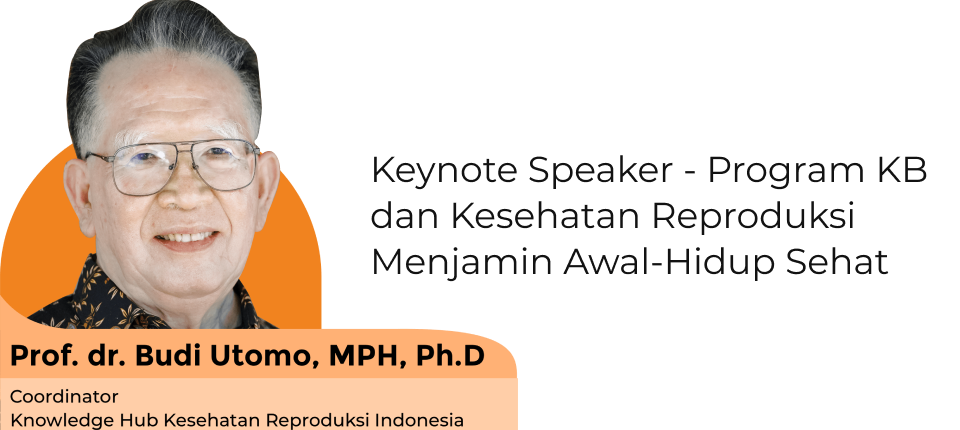 Keynote Speaker - Program KB
dan Kesehatan Reproduksi
Menjamin Awal-Hidup Sehat
Prof. dr. Budi Utomo, MPH, Ph.D
Coordinator
Knowledge Hub Kesehatan Reproduksi Indonesia